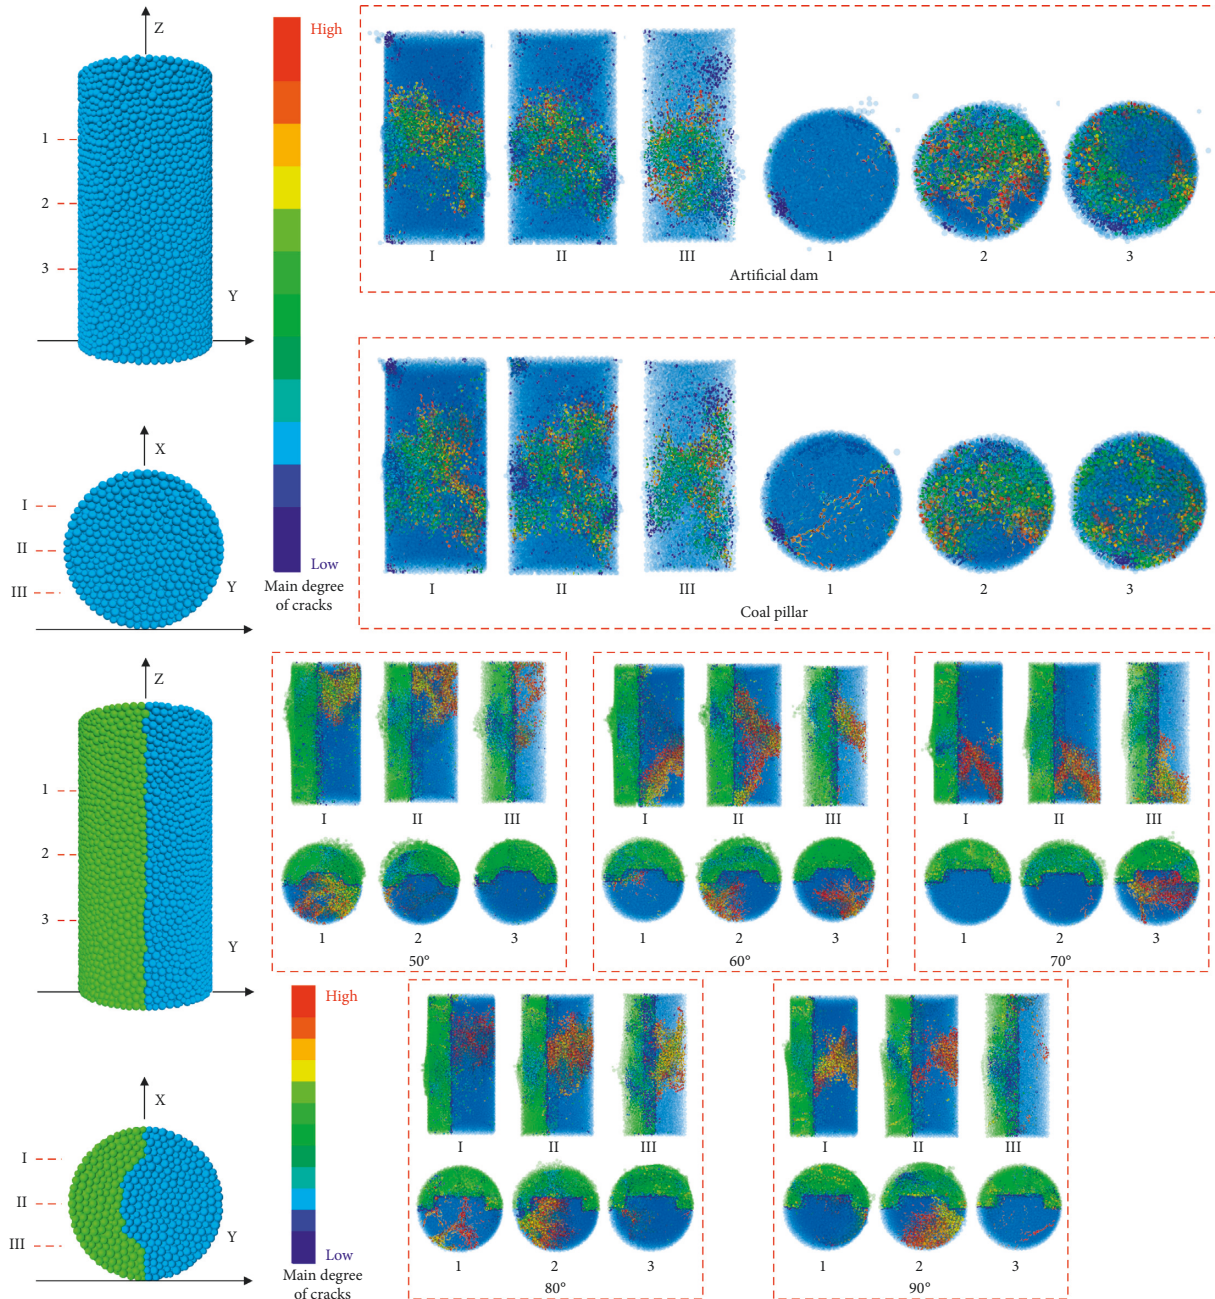 Z
1
2
3
Y
X
I
II
III
Y
High
Low
Main degree
of cracks
I II III 1 2 3
Artificial dam
I II III 1 2 3
Coal pillar
Z
1
2
3
Y
X
I
II
III
Y
I II III
1 2 3
50°
I II III
1 2 3
60°
I II III
1 2 3
70°
High
Low
Main degree
of cracks
I II III
1 2 3
80°
I II III
1 2 3
90°